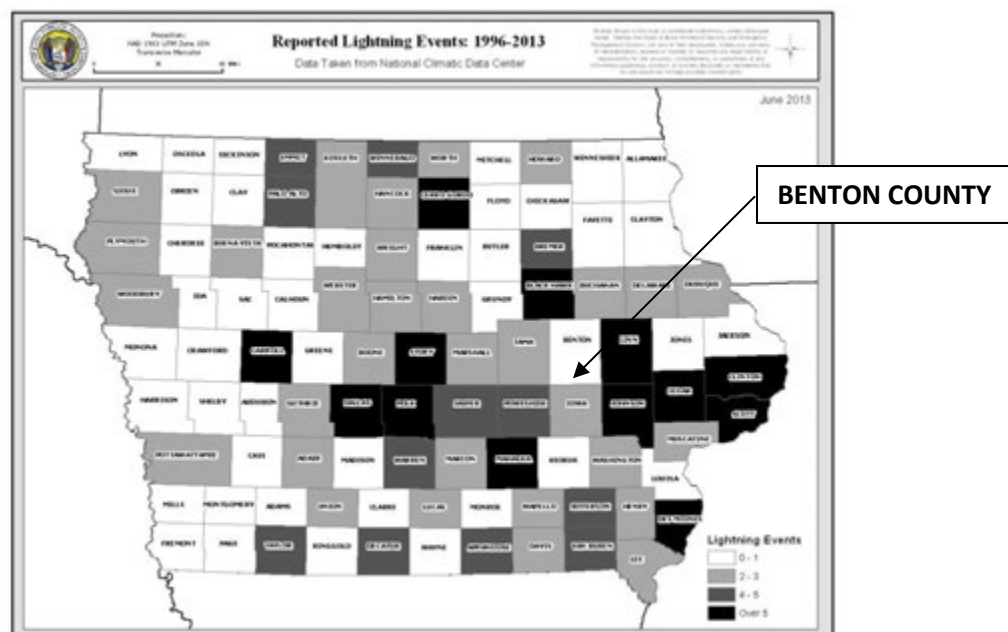 Reported Lightning Events: 1996-2013
Data Taken from National Climatic Data Center
June 2013
BENTON COUNTY
LYON OSCEOLA DICKINSON EMMET KOSSUTH WINNEBAGO WORTH MITCHELL HOWARD WINNESHIEK ALLAMAKEE
SIOUX OBRIEN CLAY PALO ALTO HANCOCK CERRO GORDO FLOYD CHICKASAW
FAYETTE CLAYTON
PLYMOUTH CHEROKEE BUENA VISTA POCAHONTAS HUMBOLDT WRIGHT FRANKLIN BUTLER BREMER
WOODBURY IDA SAC CALHOUN WEBSTER HAMILTON HARDIN GRUNDY BLACK HAWK BUCHANAN DELAWARE DUBUQUE
MONONA CRAWFORD CARROLL GREENE BOONE STORY MARSHALL TAMA BENTON LINN JONES JACKSON
CLINTON
HARRISON SHELBY AUDUBON GUTHRIE DALLAS POLK JASPER POWESHIEK IOWA JOHNSON CEDAR
SCOTT
POTTAWATTAMIE CASS ADAIR MADISON WARREN MARION MAHASKA KEOKUK WASHINGTON MUSCATINE
LOUISA
MILLS MONTGOMERY ADAMS UNION CLARKE LUCAS MONROE WAPELLO JEFFERSON HENRY DES MOINES
FREMONT PAGE TAYLOR RINGGOLD DECATUR WAYNE APPANOOSE DAVIS VAN BUREN LEE
Lightning Events
0 - 1
2 - 3
4 - 5
Over 5